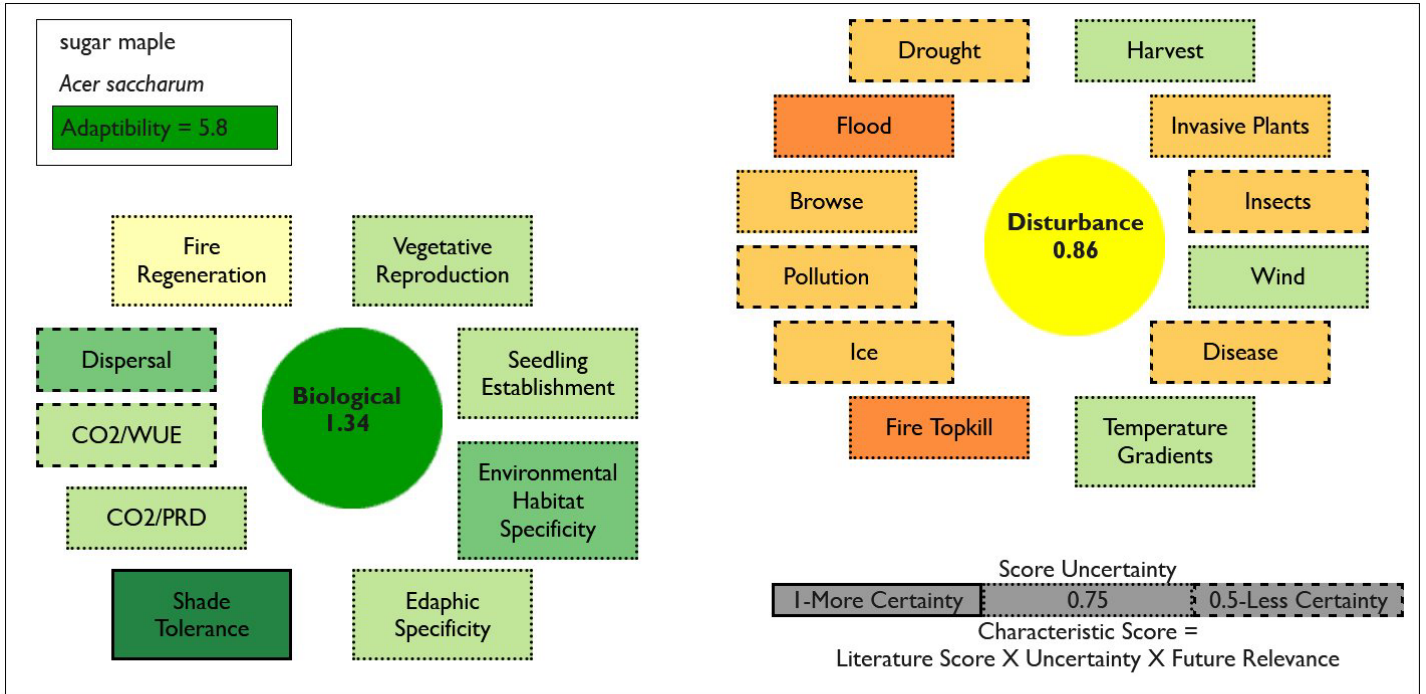 sugar maple
Acer saccharum
Adaptibility = 5.8
Fire
Regeneration
Vegetative
Reproduction
Dispersal
Seedling
Establishment
Biological
1.34
CO2/WUE
Environmental
Habitat
Specificity
CO2/PRD
Shade
Tolerance
Edaphic
Specificity
Drought
Harvest
Flood
Invasive Plants
Browse
Insects
Disturbance
0.86
Pollution
Wind
Ice
Disease
Fire Topkill
Temperature
Gradients
Score Uncertainty
1-More Certainty
0.75
0.5-Less Certainty
Characteristic Score =
Literature Score X Uncertainty X Future Relevance